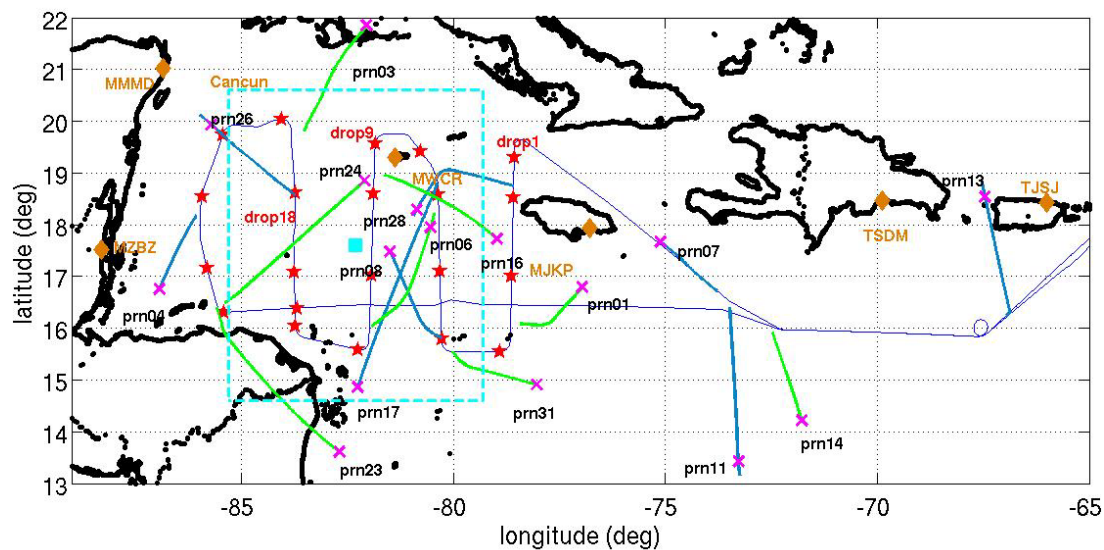 22
21
20
19
18
17
16
15
14
13
latitude (deg)
prn03
MMMD
Cancun
prn26
drop9
drop1
prn24
MWCR
prn13
TJSJ
drop18
prn28
prn06
MZBZ
prn08
prn16
prn07
TSDM
MJKP
prn04
prn01
prn17
prn31
prn14
prn23
prn11
-85
-80
-75
-70
-65
longitude (deg)